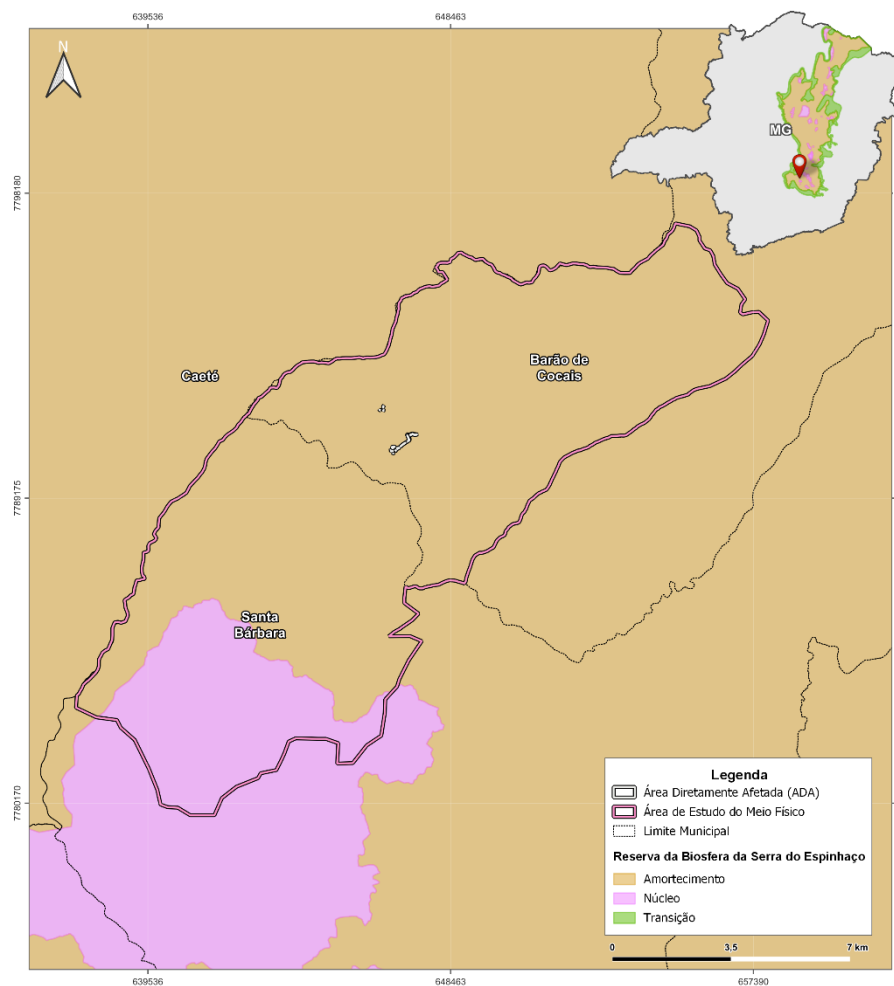 639536
648463
N
MG
7798180
7798180
Caeté
Barão de
Cocais
7789175
Santa
Bárbara
7780170
Legenda
Área Diretamente Afetada (ADA)
Área de Estudo do Meio Físico
Limite Municipal
Reserva da Biosfera da Serra do Espinhaço
Amortecimento
Núcleo
Transição
0
3.5
7 km
639536
648463
657390